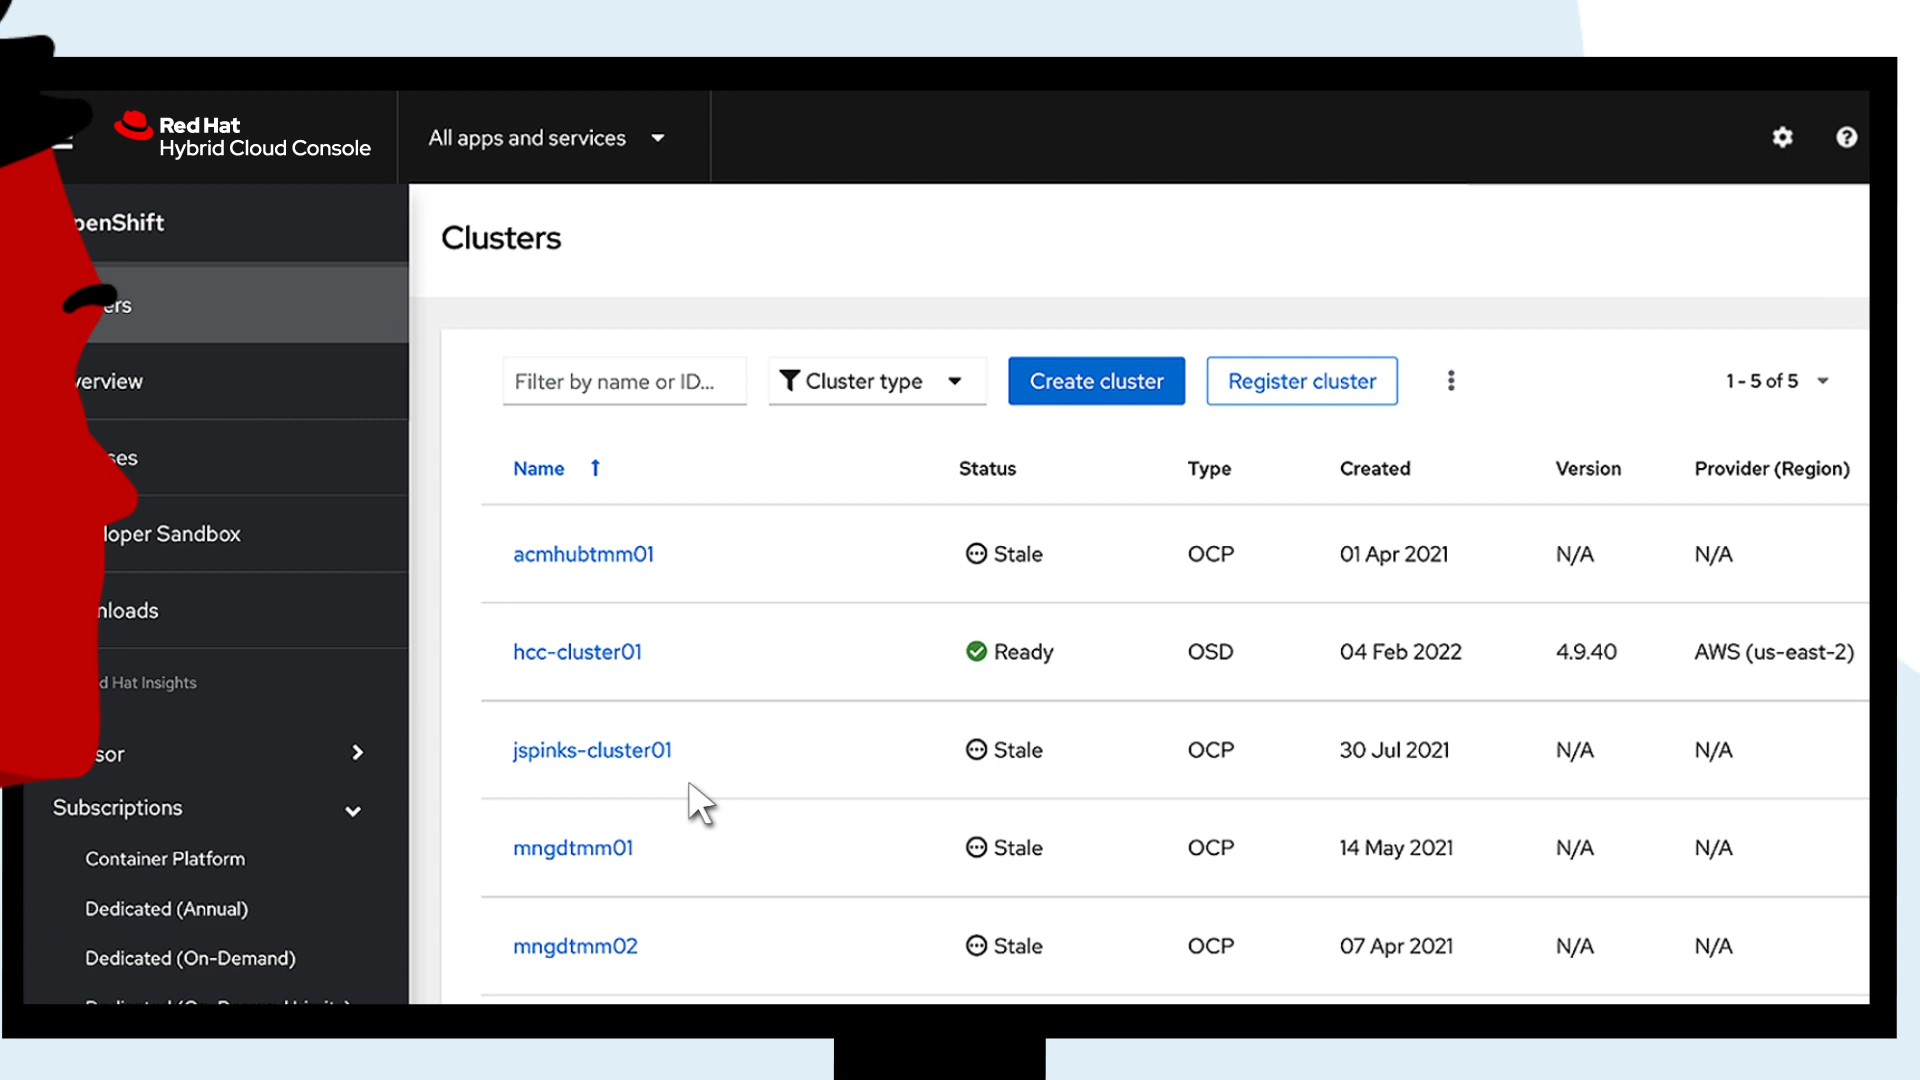 Red Hat
Hybrid Cloud Console
All apps and services
penShift
Clusters
ers
verview
Filter by name or ID...
Cluster type
Create cluster
Register cluster
1 - 5 of 5
ses
Name
Status
Type
Created
Version
Provider (Region)
loper Sandbox
acmhubtmm01
Stale
OCP
01 Apr 2021
N/A
N/A
nloads
hcc-cluster01
Ready
OSD
04 Feb 2022
4.9.40
AWS (us-east-2)
d Hat Insights
sor
jspinks-cluster01
Stale
OCP
30 Jul 2021
N/A
N/A
Subscriptions
mngdtmm01
Stale
OCP
14 May 2021
N/A
N/A
Container Platform
Dedicated (Annual)
mngdtmm02
Stale
OCP
07 Apr 2021
N/A
N/A
Dedicated (On-Demand)